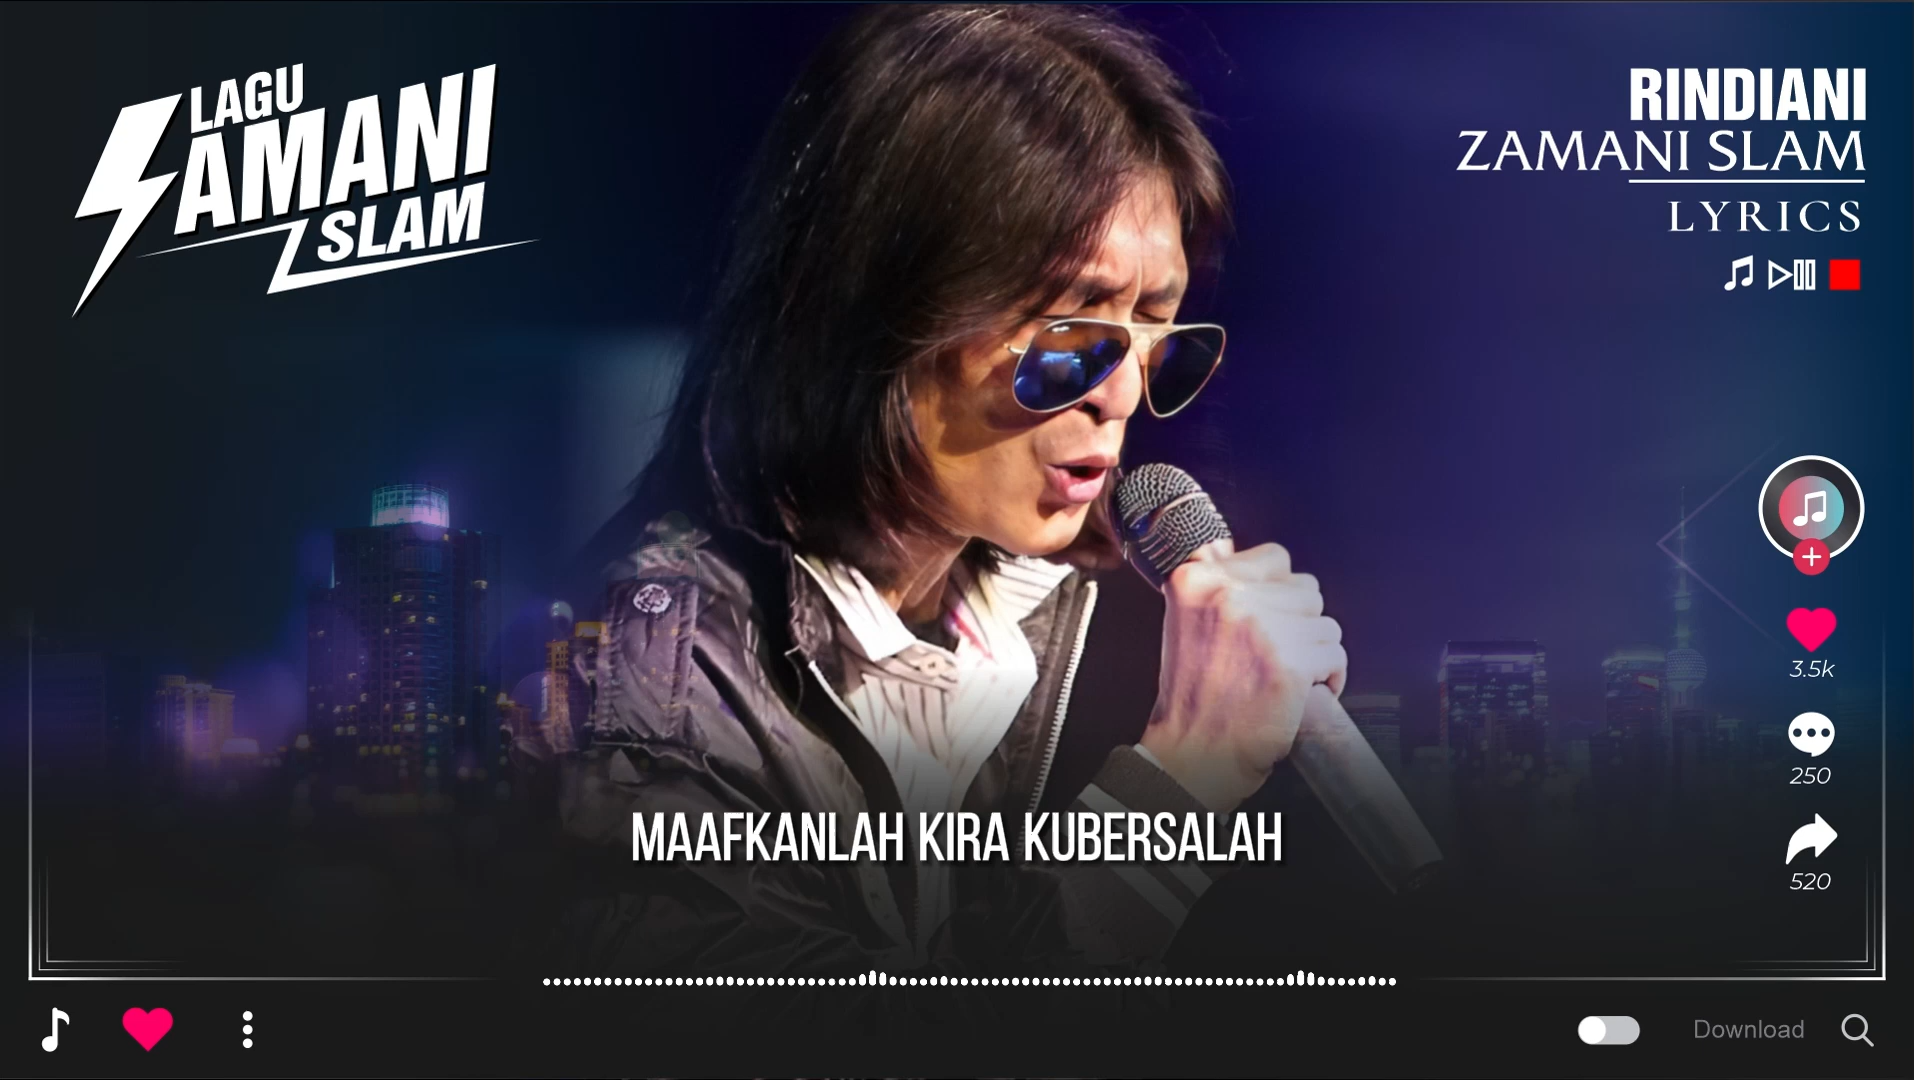 LAGU
ZAMANI
SLAM
RINDIANI
ZAMANI SLAM
LYRICS
3.5k
250
520
MAAFKANLAH KIRA KUBERSALAH
Download